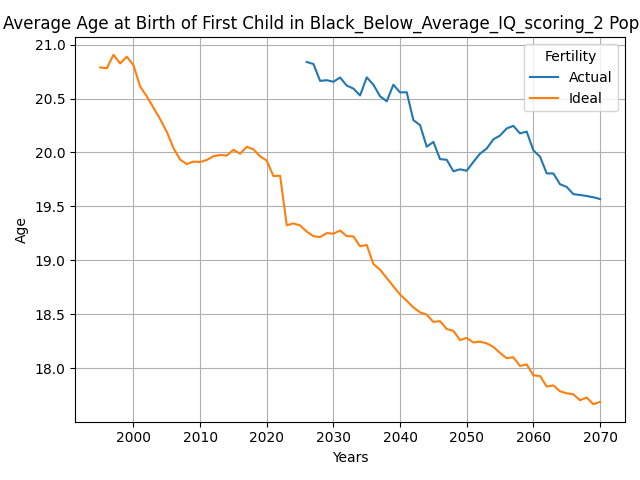 Average Age at Birth of First Child in Black_Below_Average_IQ_scoring_2 Pop
21.0
20.5
20.0
19.5
19.0
18.5
18.0
Age
Fertility
Actual
Ideal
2000 2010 2020 2030 2040 2050 2060 2070
Years